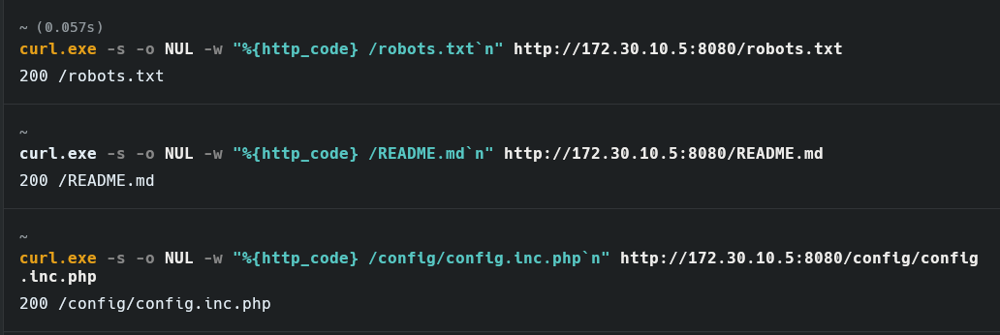 ~ (0.057s)
curl.exe -s -o NUL -w "%{http_code} /robots.txt`n" http://172.30.10.5:8080/robots.txt
200 /robots.txt
~
curl.exe -s -o NUL -w "%{http_code} /README.md`n" http://172.30.10.5:8080/README.md
200 /README.md
~
curl.exe -s -o NUL -w "%{http_code} /config/config.inc.php`n" http://172.30.10.5:8080/config/config
.inc.php
200 /config/config.inc.php